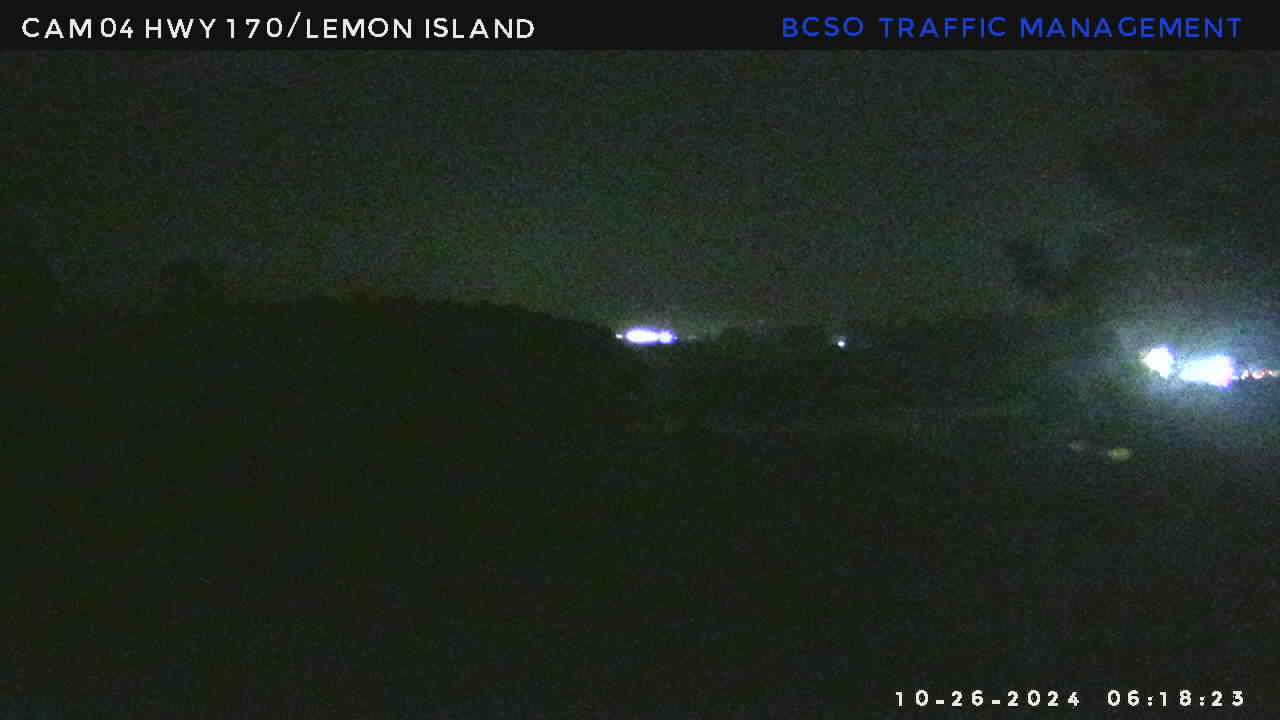 CAM04 HWY 170/LEMON ISLAND
BCSO TRAFFIC MANAGEMENT
10-26-2024 06:18:23